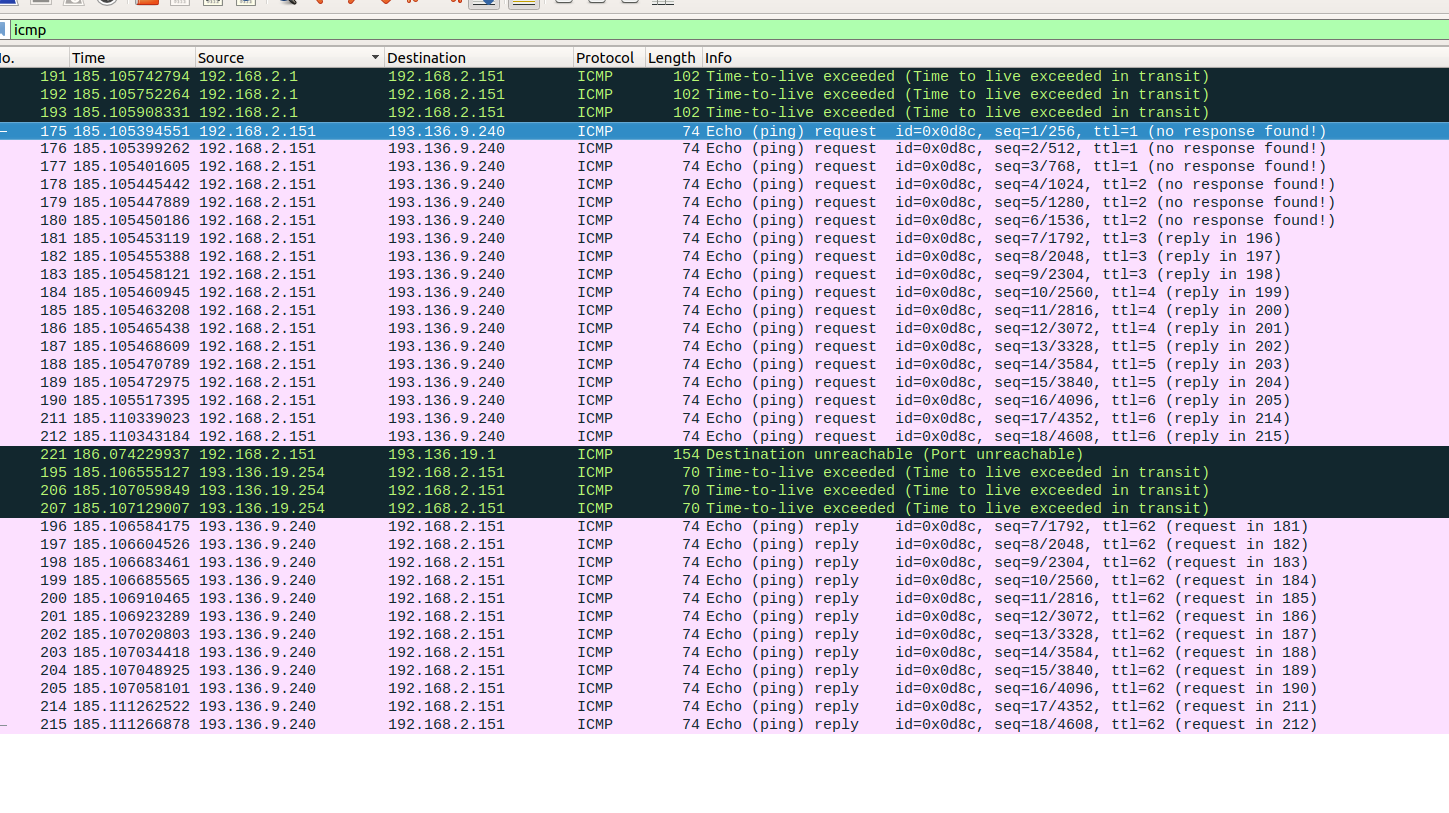 icmp
o. Time Source Destination Protocol Length Info
191 185.105742794 192.168.2.1 192.168.2.151 ICMP 102 Time-to-live exceeded (Time to live exceeded in transit)
192 185.105752264 192.168.2.1 192.168.2.151 ICMP 102 Time-to-live exceeded (Time to live exceeded in transit)
193 185.105908331 192.168.2.1 192.168.2.151 ICMP 102 Time-to-live exceeded (Time to live exceeded in transit)
175 185.105394551 192.168.2.151 193.136.9.240 ICMP 74 Echo (ping) request id=0x0d8c, seq=1/256, ttl=1 (no response found!)
176 185.105399262 192.168.2.151 193.136.9.240 ICMP 74 Echo (ping) request id=0x0d8c, seq=2/512, ttl=1 (no response found!)
177 185.105401605 192.168.2.151 193.136.9.240 ICMP 74 Echo (ping) request id=0x0d8c, seq=3/768, ttl=1 (no response found!)
178 185.105445442 192.168.2.151 193.136.9.240 ICMP 74 Echo (ping) request id=0x0d8c, seq=4/1024, ttl=2 (no response found!)
179 185.105447889 192.168.2.151 193.136.9.240 ICMP 74 Echo (ping) request id=0x0d8c, seq=5/1280, ttl=2 (no response found!)
180 185.105450186 192.168.2.151 193.136.9.240 ICMP 74 Echo (ping) request id=0x0d8c, seq=6/1536, ttl=2 (no response found!)
181 185.105453119 192.168.2.151 193.136.9.240 ICMP 74 Echo (ping) request id=0x0d8c, seq=7/1792, ttl=3 (reply in 196)
182 185.105455388 192.168.2.151 193.136.9.240 ICMP 74 Echo (ping) request id=0x0d8c, seq=8/2048, ttl=3 (reply in 197)
183 185.105458121 192.168.2.151 193.136.9.240 ICMP 74 Echo (ping) request id=0x0d8c, seq=9/2304, ttl=3 (reply in 198)
184 185.105460945 192.168.2.151 193.136.9.240 ICMP 74 Echo (ping) request id=0x0d8c, seq=10/2560, ttl=4 (reply in 199)
185 185.105463208 192.168.2.151 193.136.9.240 ICMP 74 Echo (ping) request id=0x0d8c, seq=11/2816, ttl=4 (reply in 200)
186 185.105465438 192.168.2.151 193.136.9.240 ICMP 74 Echo (ping) request id=0x0d8c, seq=12/3072, ttl=4 (reply in 201)
187 185.105468609 192.168.2.151 193.136.9.240 ICMP 74 Echo (ping) request id=0x0d8c, seq=13/3328, ttl=5 (reply in 202)
188 185.105470789 192.168.2.151 193.136.9.240 ICMP 74 Echo (ping) request id=0x0d8c, seq=14/3584, ttl=5 (reply in 203)
189 185.105472975 192.168.2.151 193.136.9.240 ICMP 74 Echo (ping) request id=0x0d8c, seq=15/3840, ttl=5 (reply in 204)
190 185.105517395 192.168.2.151 193.136.9.240 ICMP 74 Echo (ping) request id=0x0d8c, seq=16/4096, ttl=6 (reply in 205)
211 185.110339023 192.168.2.151 193.136.9.240 ICMP 74 Echo (ping) request id=0x0d8c, seq=17/4352, ttl=6 (reply in 214)
212 185.110343184 192.168.2.151 193.136.9.240 ICMP 74 Echo (ping) request id=0x0d8c, seq=18/4608, ttl=6 (reply in 215)
221 186.074229937 192.168.2.151 193.136.19.1 ICMP 154 Destination unreachable (Port unreachable)
195 185.106555127 193.136.19.254 192.168.2.151 ICMP 70 Time-to-live exceeded (Time to live exceeded in transit)
206 185.107059849 193.136.19.254 192.168.2.151 ICMP 70 Time-to-live exceeded (Time to live exceeded in transit)
207 185.107129007 193.136.19.254 192.168.2.151 ICMP 70 Time-to-live exceeded (Time to live exceeded in transit)
196 185.106584175 193.136.9.240 192.168.2.151 ICMP 74 Echo (ping) reply id=0x0d8c, seq=7/1792, ttl=62 (request in 181)
197 185.106604526 193.136.9.240 192.168.2.151 ICMP 74 Echo (ping) reply id=0x0d8c, seq=8/2048, ttl=62 (request in 182)
198 185.106683461 193.136.9.240 192.168.2.151 ICMP 74 Echo (ping) reply id=0x0d8c, seq=9/2304, ttl=62 (request in 183)
199 185.106685565 193.136.9.240 192.168.2.151 ICMP 74 Echo (ping) reply id=0x0d8c, seq=10/2560, ttl=62 (request in 184)
200 185.106910465 193.136.9.240 192.168.2.151 ICMP 74 Echo (ping) reply id=0x0d8c, seq=11/2816, ttl=62 (request in 185)
201 185.106923289 193.136.9.240 192.168.2.151 ICMP 74 Echo (ping) reply id=0x0d8c, seq=12/3072, ttl=62 (request in 186)
202 185.107020803 193.136.9.240 192.168.2.151 ICMP 74 Echo (ping) reply id=0x0d8c, seq=13/3328, ttl=62 (request in 187)
203 185.107034418 193.136.9.240 192.168.2.151 ICMP 74 Echo (ping) reply id=0x0d8c, seq=14/3584, ttl=62 (request in 188)
204 185.107048925 193.136.9.240 192.168.2.151 ICMP 74 Echo (ping) reply id=0x0d8c, seq=15/3840, ttl=62 (request in 189)
205 185.107058101 193.136.9.240 192.168.2.151 ICMP 74 Echo (ping) reply id=0x0d8c, seq=16/4096, ttl=62 (request in 190)
214 185.111262522 193.136.9.240 192.168.2.151 ICMP 74 Echo (ping) reply id=0x0d8c, seq=17/4352, ttl=62 (request in 211)
215 185.111266878 193.136.9.240 192.168.2.151 ICMP 74 Echo (ping) reply id=0x0d8c, seq=18/4608, ttl=62 (request in 212)